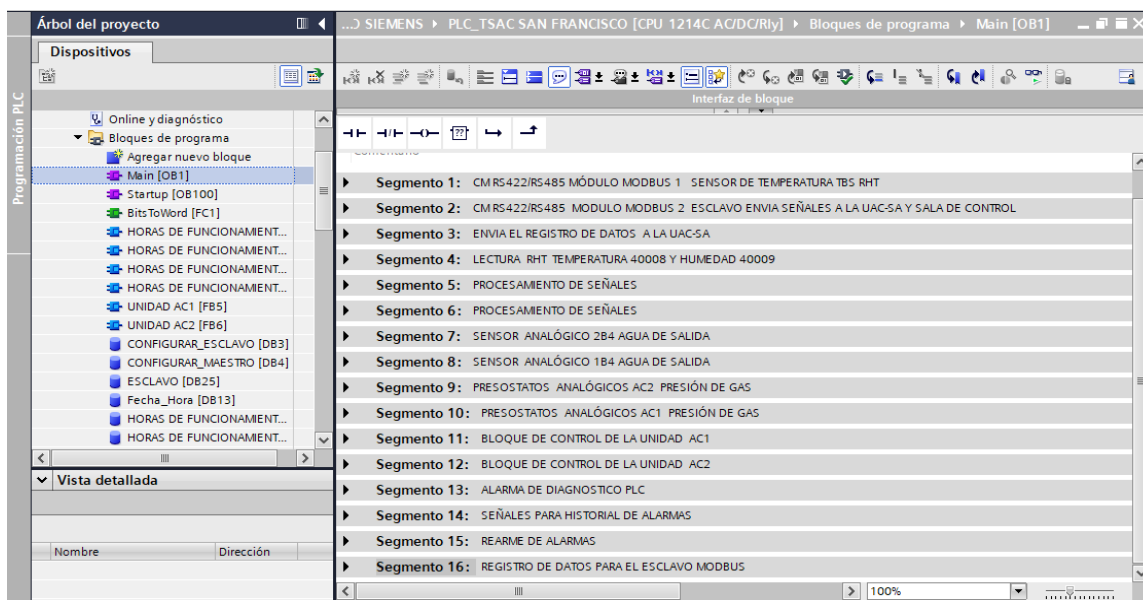 Árbol del proyecto
...) SIEMENS ▸ PLC_TSAC SAN FRANCISCO [CPU 1214C AC/DC/Rly] ▸ Bloques de programa ▸ Main [OB1]
Dispositivos
Programación PLC
Online y diagnóstico
Bloques de programa
Agregar nuevo bloque
Main [OB1]
Startup [OB100]
BitsToWord [FC1]
HORAS DE FUNCIONAMIENT...
HORAS DE FUNCIONAMIENT...
HORAS DE FUNCIONAMIENT...
HORAS DE FUNCIONAMIENT...
UNIDAD AC1 [FB5]
UNIDAD AC2 [FB6]
CONFIGURAR_ESCLAVO [DB3]
CONFIGURAR_MAESTRO [DB4]
ESCLAVO [DB25]
Fecha_Hora [DB13]
HORAS DE FUNCIONAMIENT...
HORAS DE FUNCIONAMIENT...
Vista detallada
Nombre Dirección
Interfaz de bloque
??
Comentario
Segmento 1: CM RS422/RS485 MÓDULO MODBUS 1 SENSOR DE TEMPERATURA TBS RHT
Segmento 2: CM RS422/RS485 MODULO MODBUS 2 ESCLAVO ENVIA SEÑALES A LA UAC-SA Y SALA DE CONTROL
Segmento 3: ENVIA EL REGISTRO DE DATOS A LA UAC-SA
Segmento 4: LECTURA RHT TEMPERATURA 40008 Y HUMEDAD 40009
Segmento 5: PROCESAMIENTO DE SEÑALES
Segmento 6: PROCESAMIENTO DE SEÑALES
Segmento 7: SENSOR ANALÓGICO 2B4 AGUA DE SALIDA
Segmento 8: SENSOR ANALÓGICO 1B4 AGUA DE SALIDA
Segmento 9: PRESOSTATOS ANALÓGICOS AC2 PRESIÓN DE GAS
Segmento 10: PRESOSTATOS ANALÓGICOS AC1 PRESIÓN DE GAS
Segmento 11: BLOQUE DE CONTROL DE LA UNIDAD AC1
Segmento 12: BLOQUE DE CONTROL DE LA UNIDAD AC2
Segmento 13: ALARMA DE DIAGNOSTICO PLC
Segmento 14: SEÑALES PARA HISTORIAL DE ALARMAS
Segmento 15: REARME DE ALARMAS
Segmento 16: REGISTRO DE DATOS PARA EL ESCLAVO MODBUS
100%